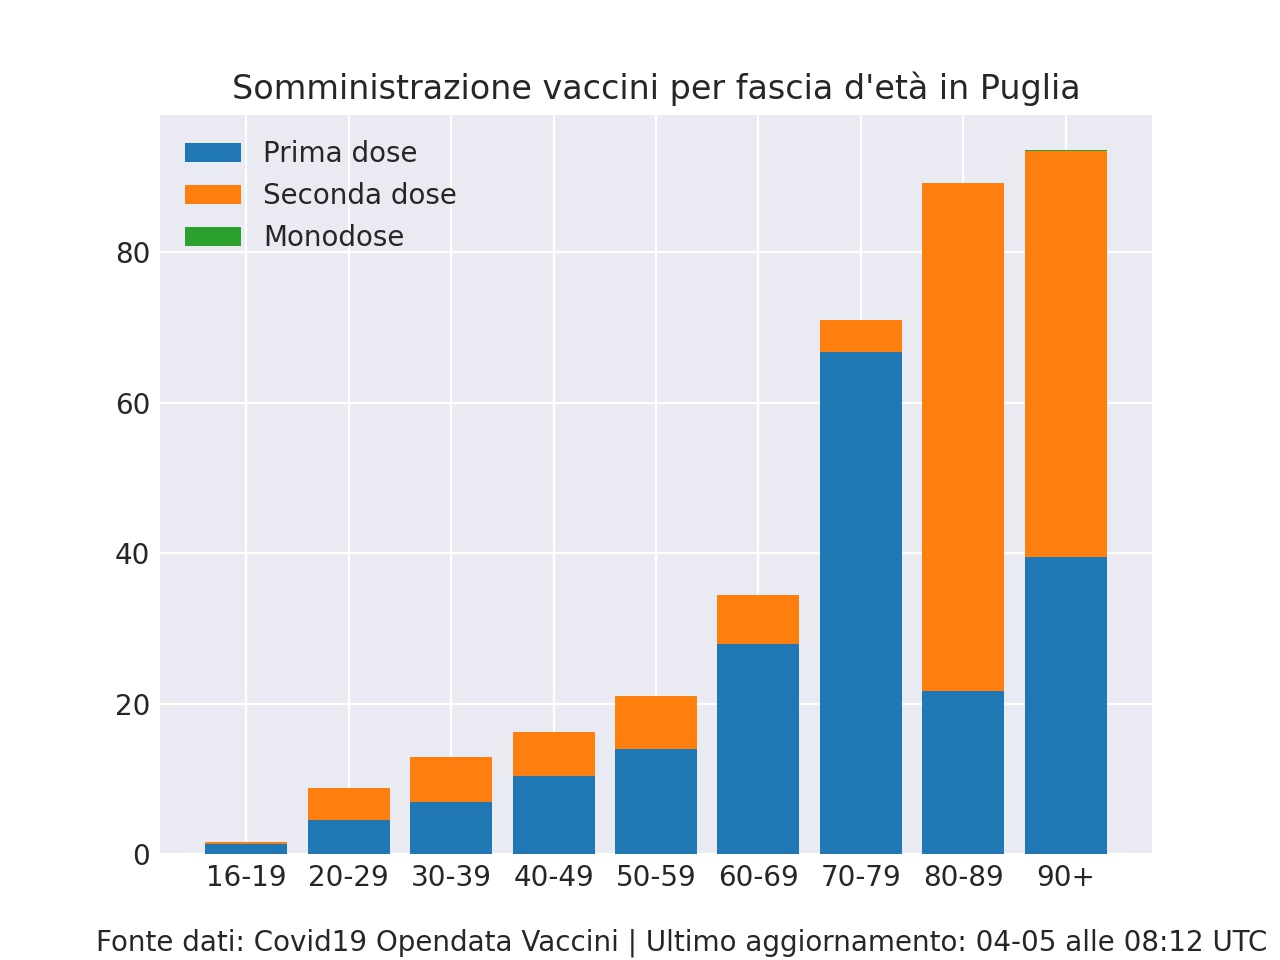 Somministrazione vaccini per fascia d'età in Puglia
Prima dose
Seconda dose
Monodose
80
60
40
20
0
16-19 20-29 30-39 40-49 50-59 60-69 70-79 80-89 90+
Fonte dati: Covid19 Opendata Vaccini | Ultimo aggiornamento: 04-05 alle 08:12 UTC